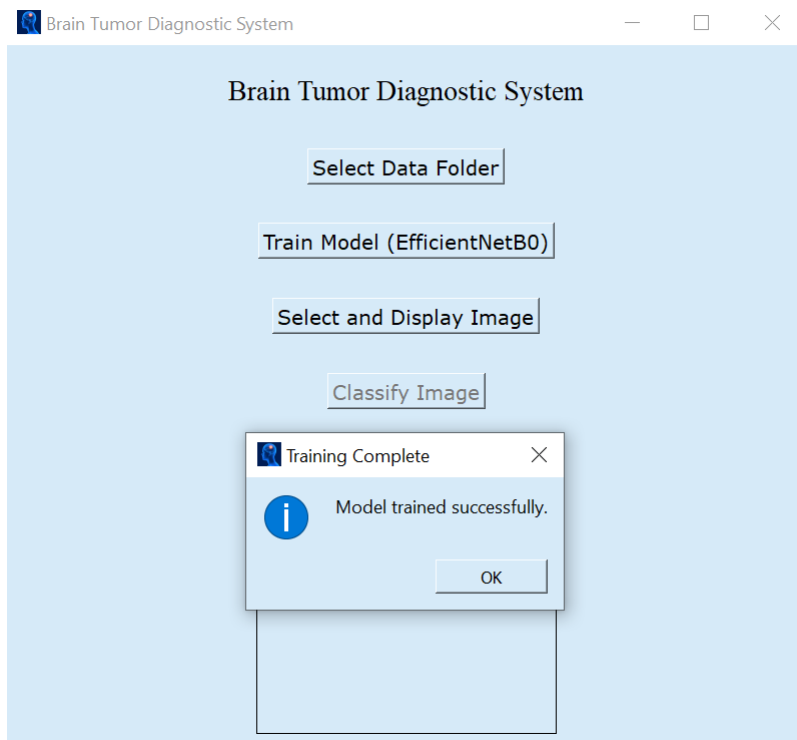 Brain Tumor Diagnostic System
Brain Tumor Diagnostic System
Select Data Folder
Train Model (EfficientNetB0)
Select and Display Image
Classify Image
Training Complete
Model trained successfully.
OK